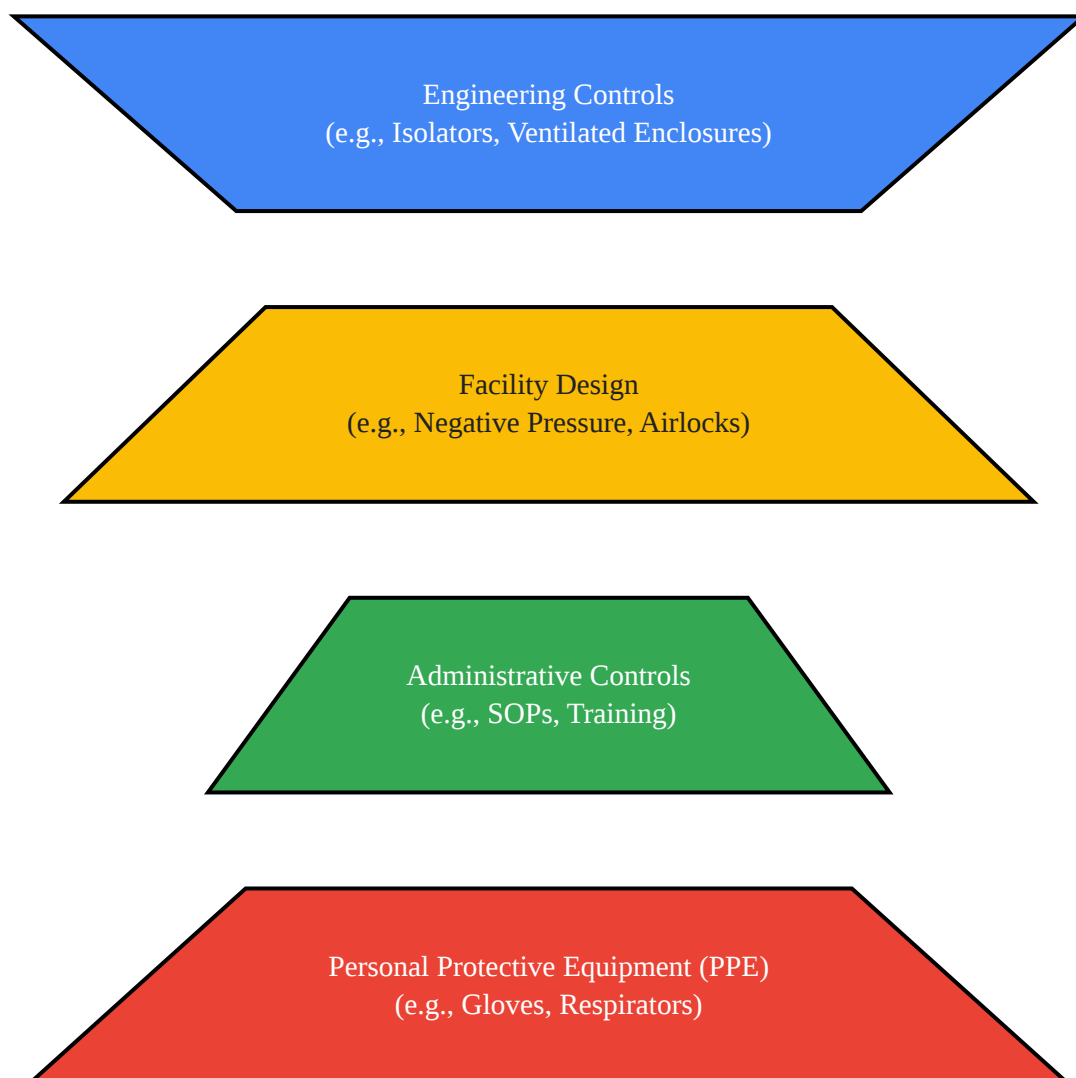 Engineering Controls
(e.g., Isolators, Ventilated Enclosures)
Facility Design
(e.g., Negative Pressure, Airlocks)
Administrative Controls
(e.g., SOPs, Training)
Personal Protective Equipment (PPE)
(e.g., Gloves, Respirators)